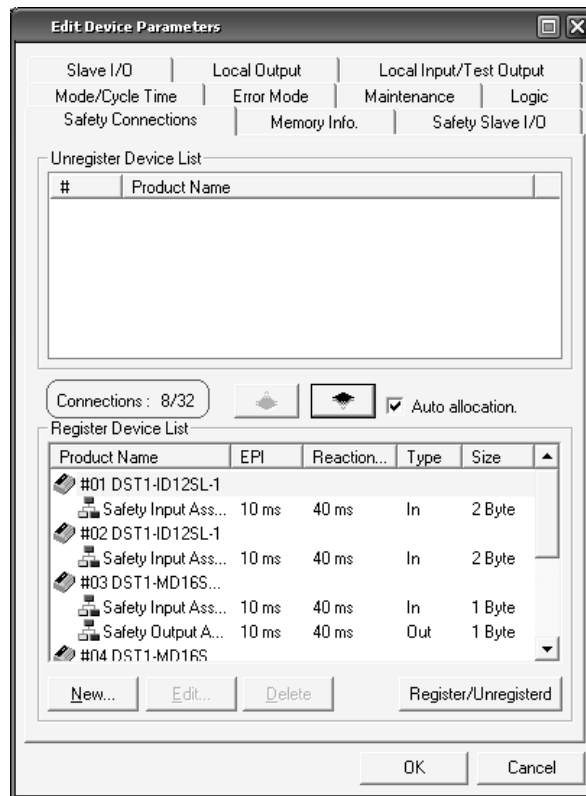 Edit Device Parameters
Slave I/O Local Output Local Input/Test Output
Mode/Cycle Time Error Mode Maintenance Logic
Safety Connections Memory Info. Safety Slave I/O
Unregister Device List
# Product Name
Connections : 8/32 Auto allocation.
Register Device List
Product Name EPI Reaction... Type Size
#01 DST1-ID12SL-1
Safety Input Ass... 10 ms 40 ms In 2 Byte
#02 DST1-ID12SL-1
Safety Input Ass... 10 ms 40 ms In 2 Byte
#03 DST1-MD16S...
Safety Input Ass... 10 ms 40 ms In 1 Byte
Safety Output A... 10 ms 40 ms Out 1 Byte
#04 DST1-MD16S
New... Edit... Delete Register/Unregisterd
OK Cancel